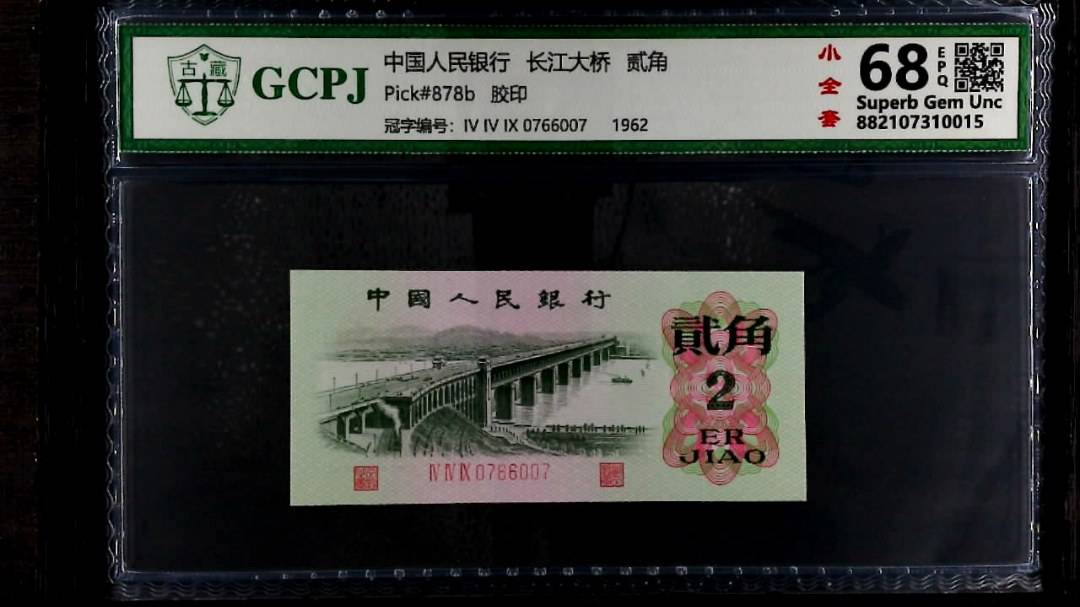 古 藏
GCPJ
中国人民银行 长江大桥 贰角
Pick#878b 胶印
冠字编号: IV IV IX 0766007 1962
小全套
68
EPQ
Superb Gem Unc
882107310015
中國人民銀行
貳角
2
ER
JIAO
IV IV IX 0766007